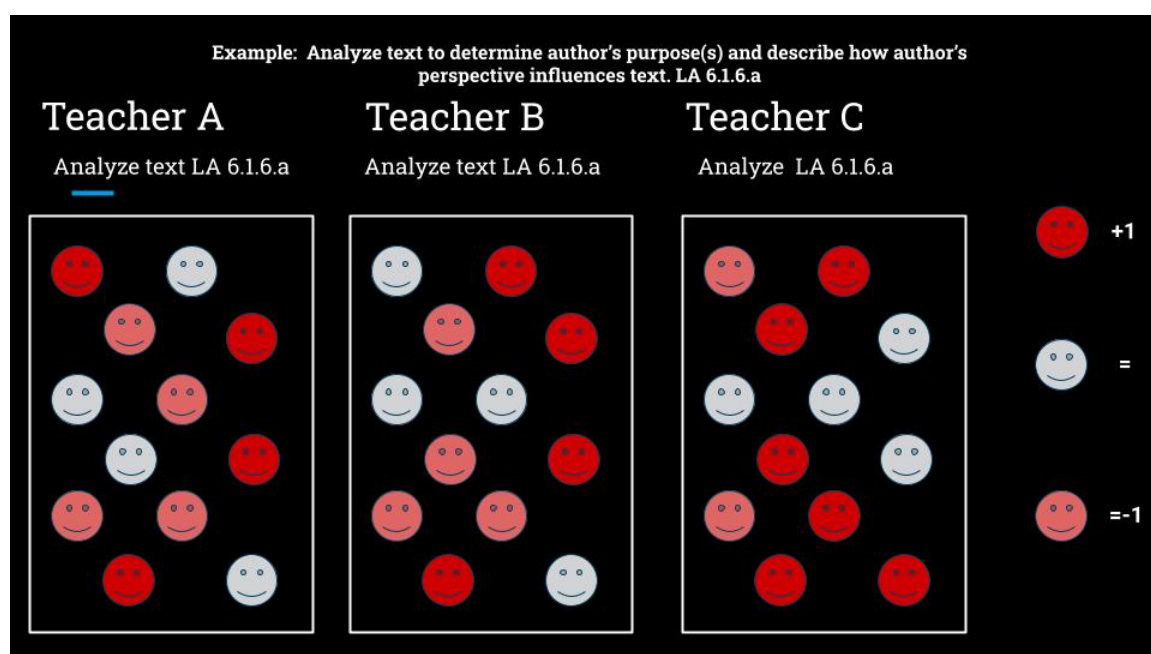 Example: Analyze text to determine author's purpose(s) and describe how author's
perspective influences text. LA 6.1.6.a
Teacher A
Teacher B
Teacher C
Analyze text LA 6.1.6.a
Analyze text LA 6.1.6.a
Analyze LA 6.1.6.a
+1
=
=-1